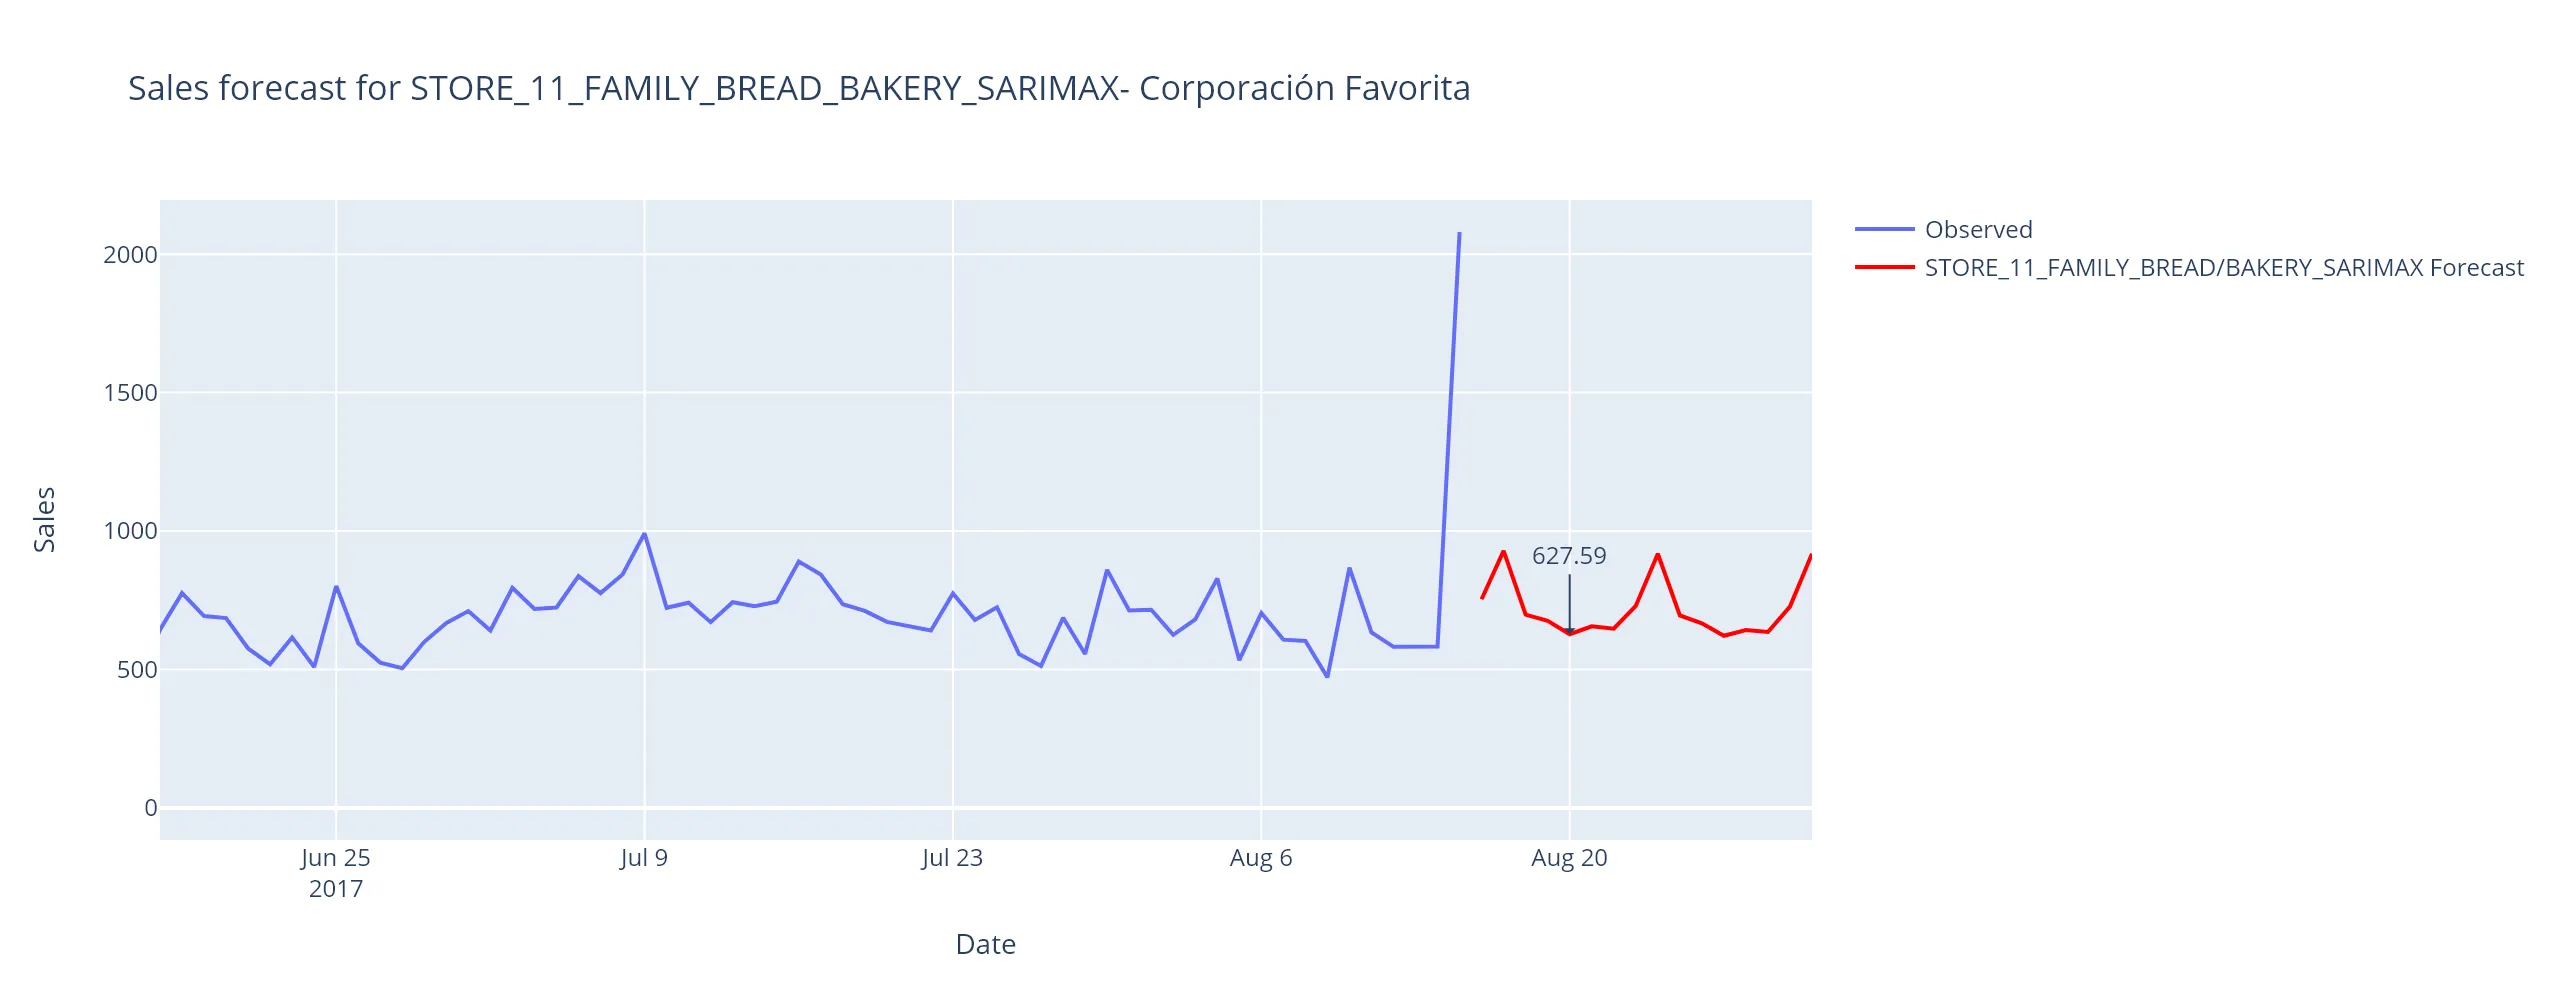 Sales forecast for STORE_11_FAMILY_BREAD_BAKERY_SARIMAX- Corporación Favorita
Observed
STORE_11_FAMILY_BREAD/BAKERY_SARIMAX Forecast
2000
1500
1000
500
0
Sales
627.59
Jun 25
2017
Jul 9
Jul 23
Aug 6
Aug 20
Date